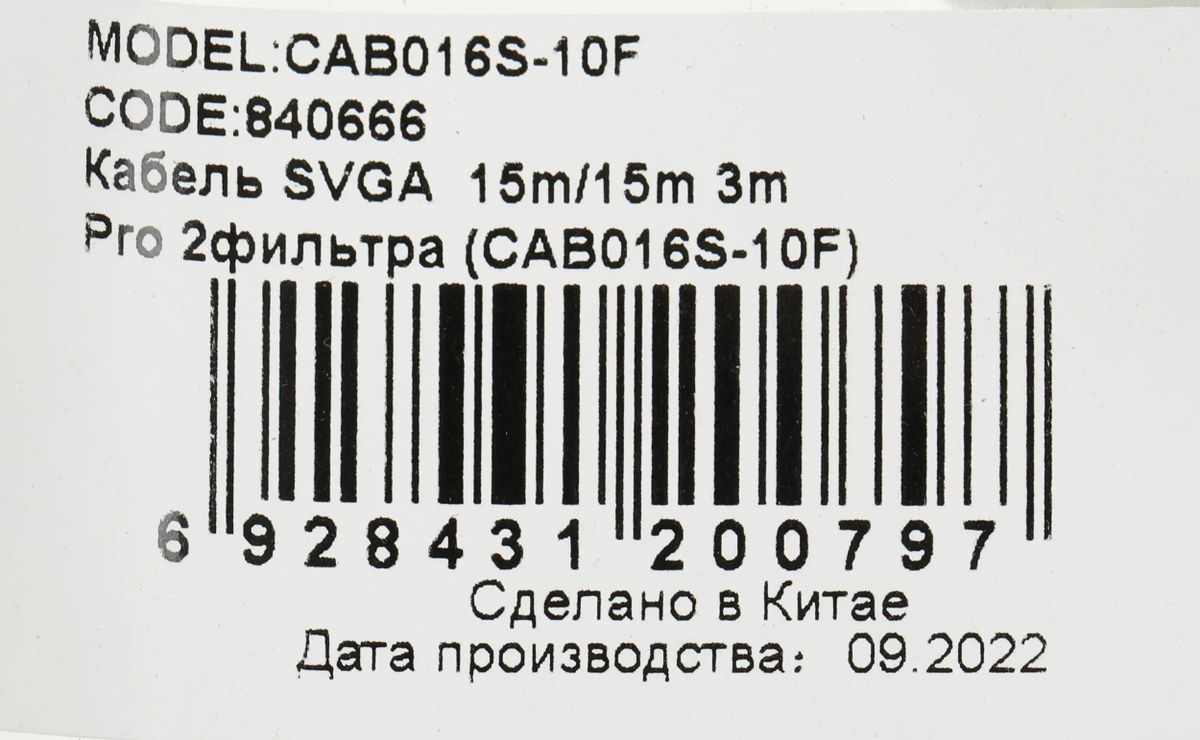 MODEL:CAB016S-10F
CODE:840666
Кабель SVGA 15m/15m 3m
Pro 2фильтра (CAB016S-10F)
6 928431 200797
Сделано в Китае
Дата производства: 09.2022